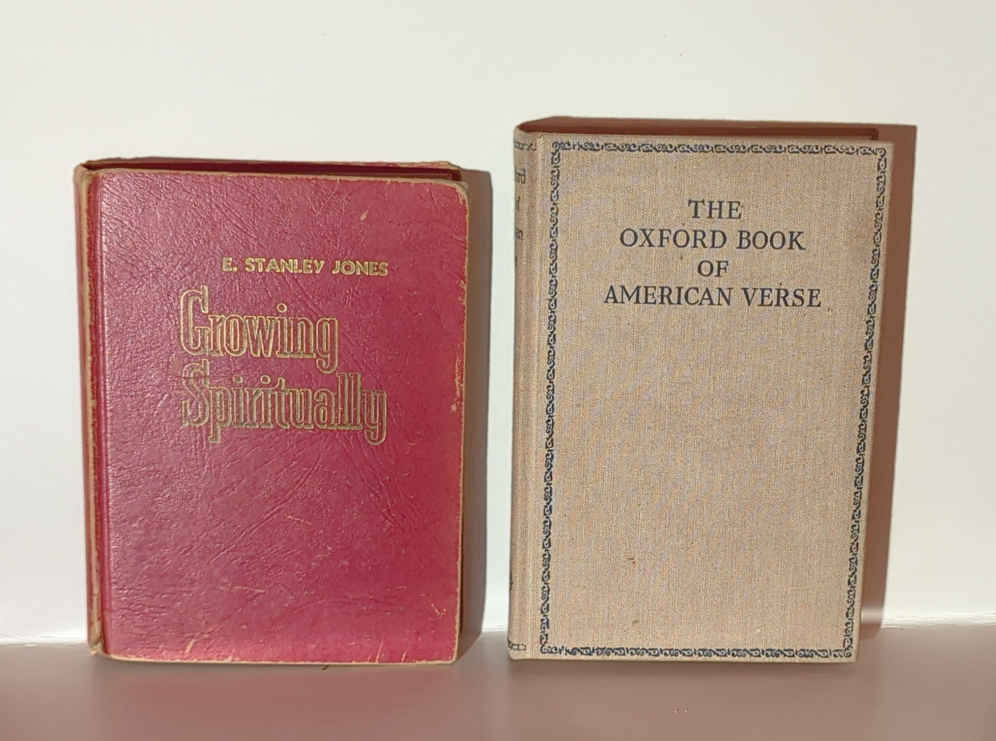 E. STANLEY JONES
Growing
Spiritually
THE
OXFORD BOOK
OF
AMERICAN VERSE